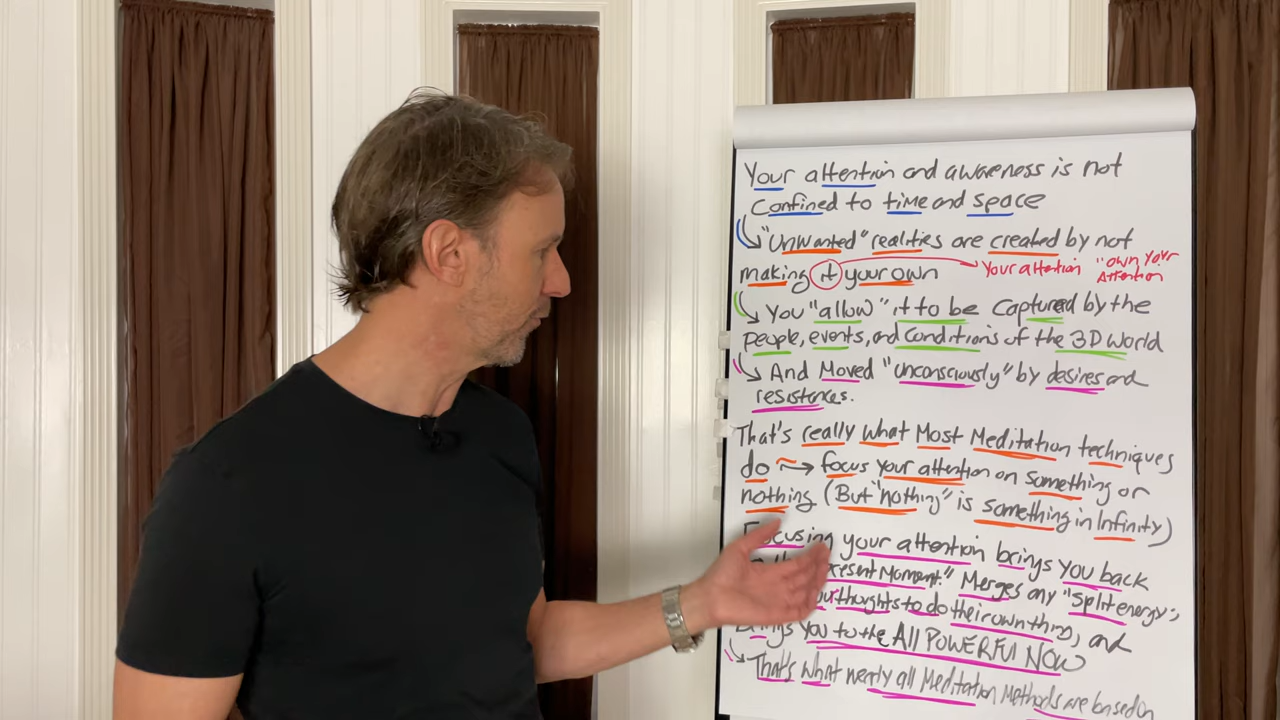 Your attention and awareness is not
Confined to time and space
"Unwanted" realities are created by not
making it your own
Your attention "own your
Attention
You "allow" it to be Captured by the
People, events, and Conditions of the 3D World
And Moved "unconsciously" by desires and
resistances.
That's really What Most Meditation techniques
do → focus your attention on something or
nothing (But "nothing" is something in Infinity)
Focusing your attention brings you back
Present Moment." Merges any "Split energy",
thoughts to do their own thing, and
brings you to the All POWERFUL NOW
That's what nearly all Meditation Methods are based on